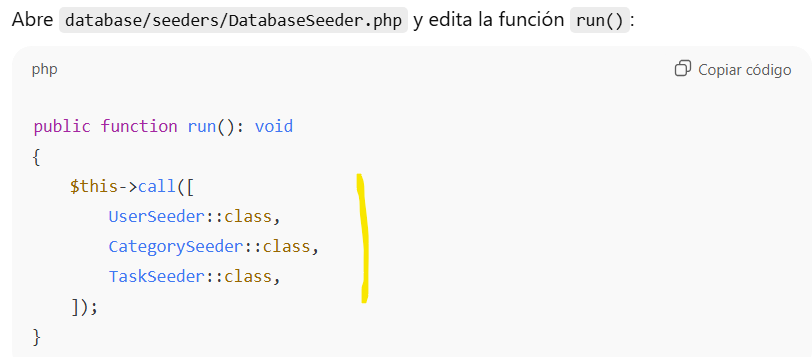 Abre database/seeders/DatabaseSeeder.php y edita la función run():
php
Copiar código
public function run(): void
{
    $this->call([
        UserSeeder::class,
        CategorySeeder::class,
        TaskSeeder::class,
    ]);
}